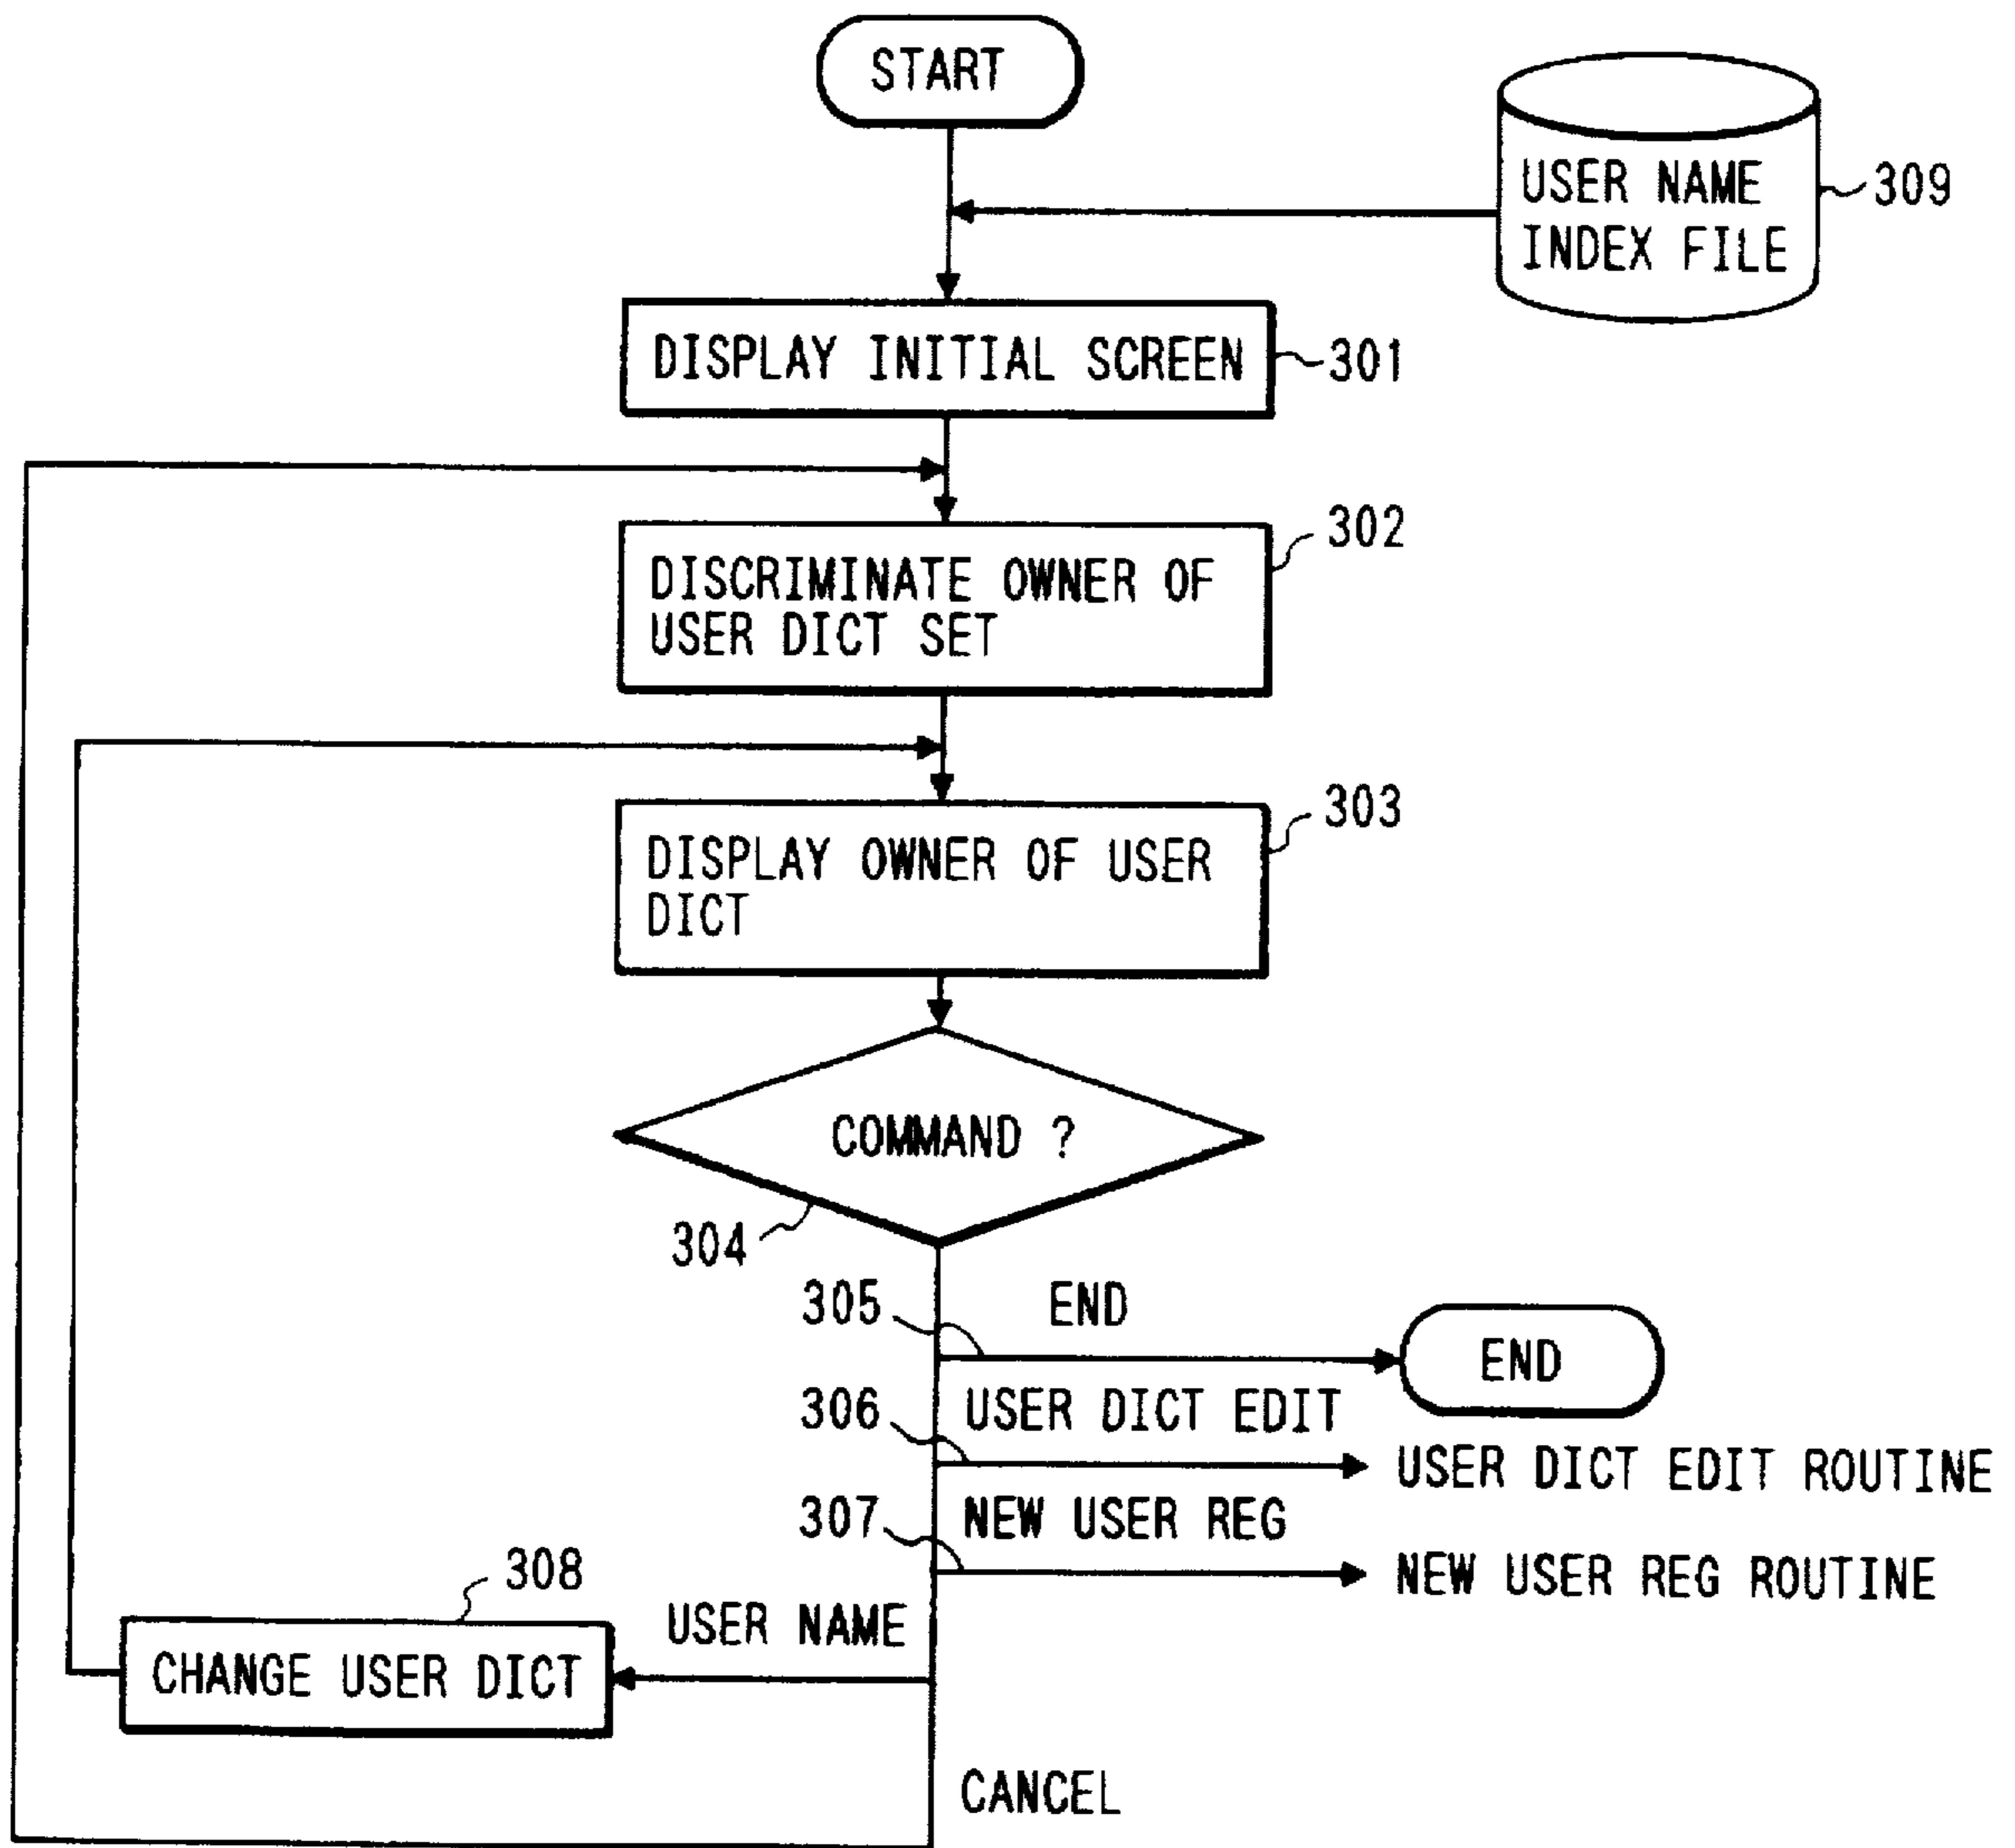 START
USER NAME
INDEX FILE
309
DISPLAY INITIAL SCREEN
301
302
DISCRIMINATE OWNER OF
USER DICT SET
303
DISPLAY OWNER OF USER
DICT
COMMAND ?
304
305
END
END
306
USER DICT EDIT
USER DICT EDIT ROUTINE
307
NEW USER REG
NEW USER REG ROUTINE
308
USER NAME
CHANGE USER DICT
CANCEL